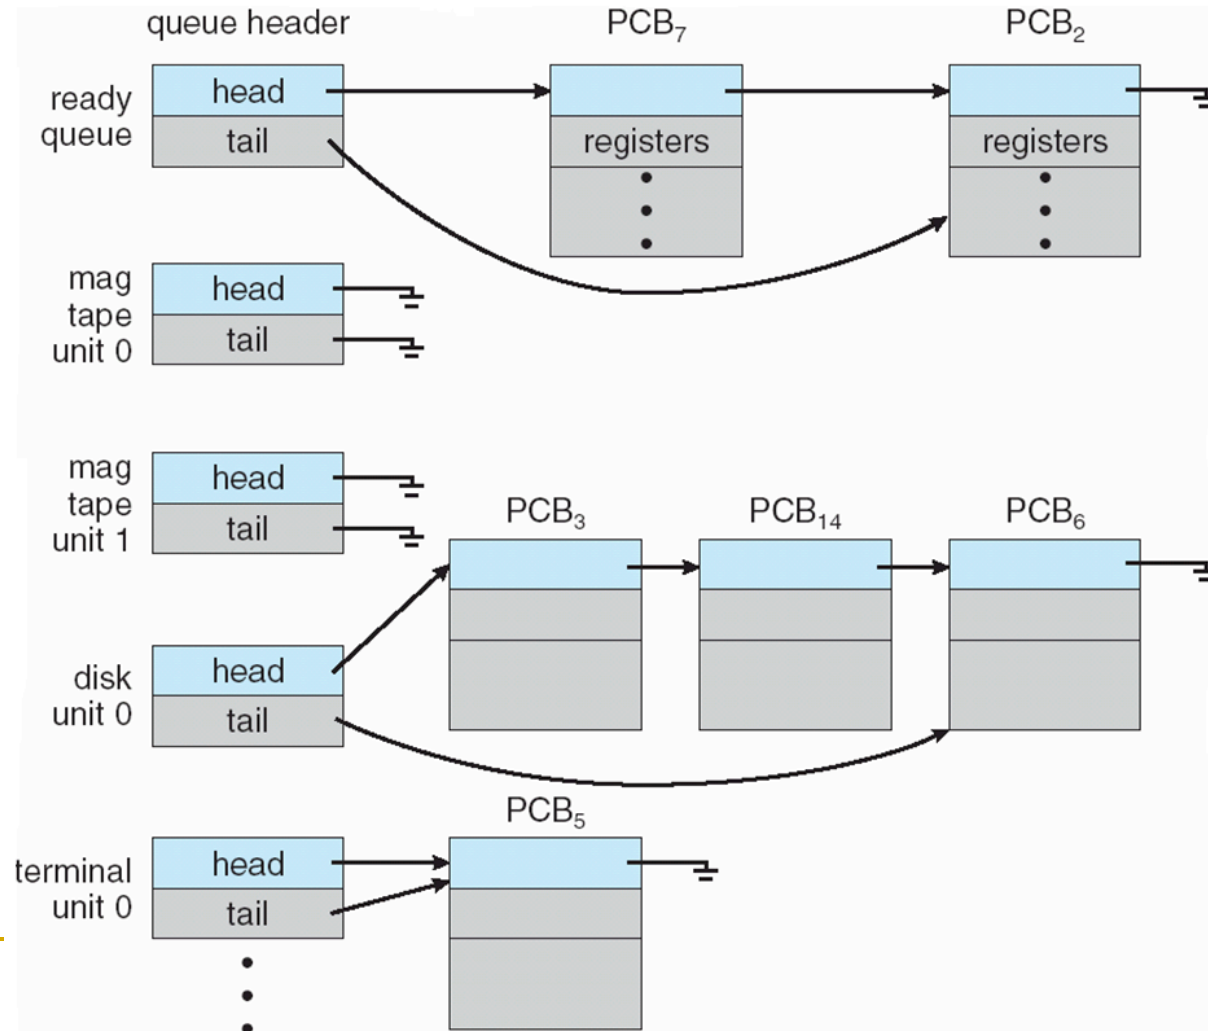 queue header
PCB₇
PCB₂
ready
queue
head
tail
registers
registers
mag
tape
unit 0
head
tail
mag
tape
unit 1
head
tail
PCB₃
PCB₁₄
PCB₆
disk
unit 0
head
tail
PCB₅
terminal
unit 0
head
tail